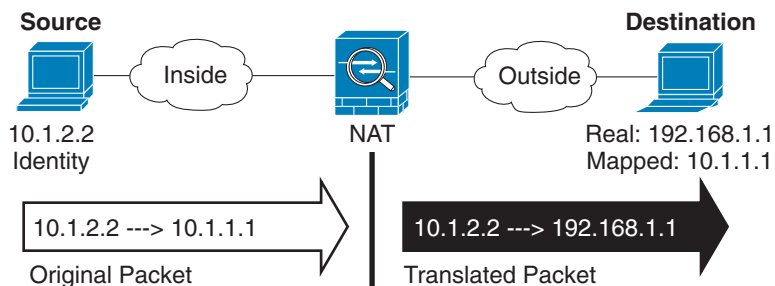 Source
Destination
Inside
Outside
10.1.2.2
Identity
NAT
Real: 192.168.1.1
Mapped: 10.1.1.1
10.1.2.2 ---> 10.1.1.1
10.1.2.2 ---> 192.168.1.1
Original Packet
Translated Packet